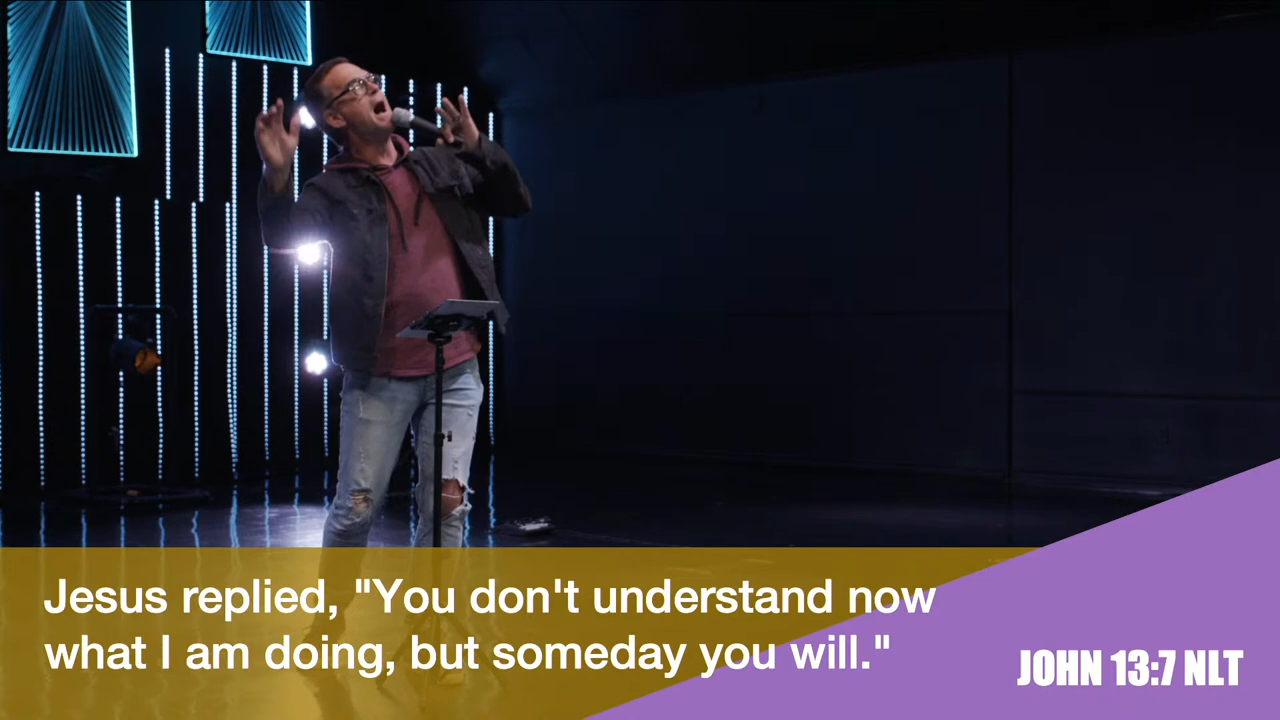 Jesus replied, "You don't understand now
what I am doing, but someday you will."
JOHN 13:7 NLT